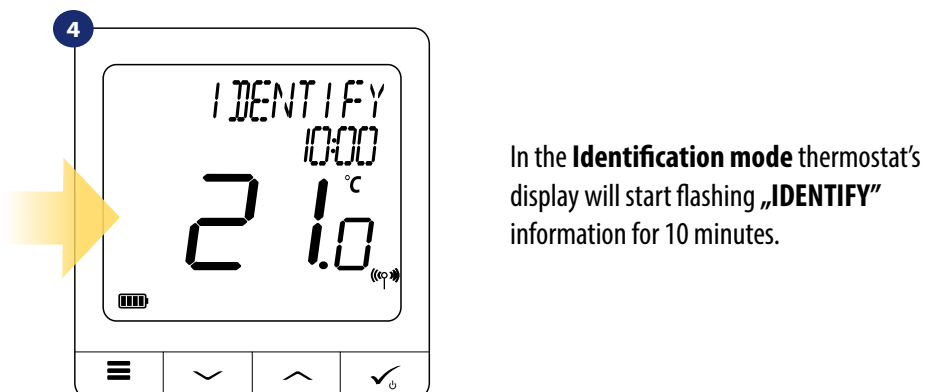 4
IDENTIFY
10:00
21.0 °C
In the Identification mode thermostat's
display will start flashing „IDENTIFY”
information for 10 minutes.